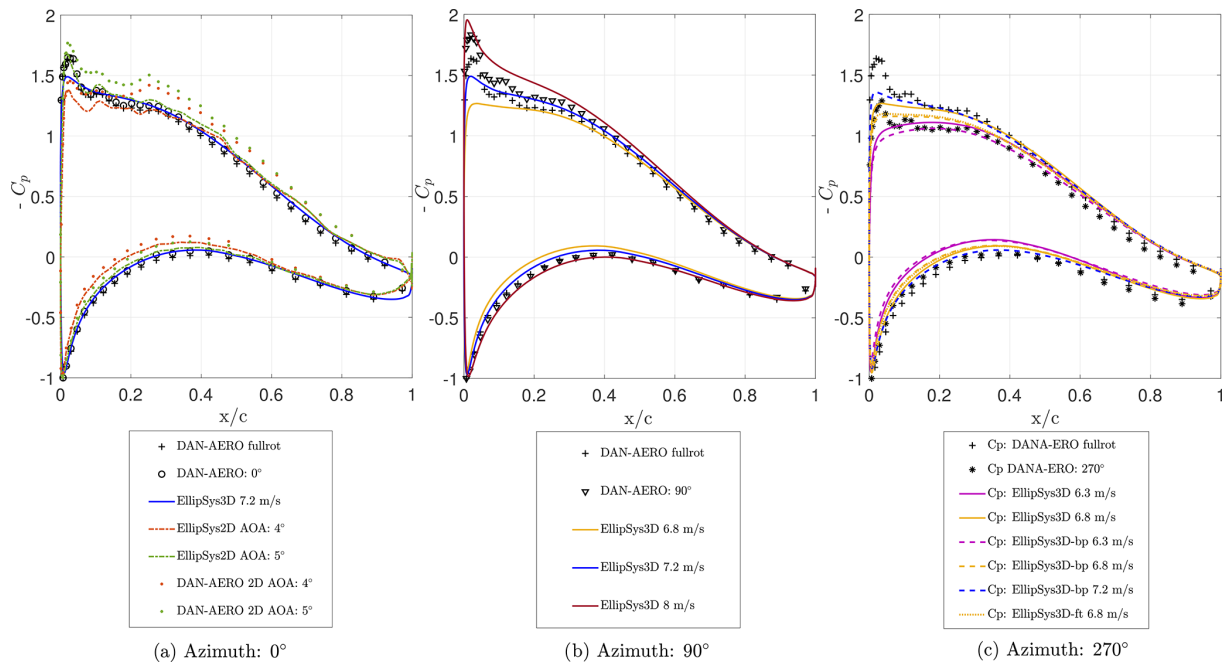 2
1.5
1
0.5
0
-0.5
-1
- Cp
0 0.2 0.4 0.6 0.8 1
x/c
DAN-AERO fullrot
DAN-AERO: 0°
EllipSys3D 7.2 m/s
EllipSys2D AOA: 4°
EllipSys2D AOA: 5°
DAN-AERO 2D AOA: 4°
DAN-AERO 2D AOA: 5°
(a) Azimuth: 0°
2
1.5
1
0.5
0
-0.5
-1
- Cp
0 0.2 0.4 0.6 0.8 1
x/c
DAN-AERO fullrot
DAN-AERO: 90°
EllipSys3D 6.8 m/s
EllipSys3D 7.2 m/s
EllipSys3D 8 m/s
(b) Azimuth: 90°
2
1.5
1
0.5
0
-0.5
-1
- Cp
0 0.2 0.4 0.6 0.8 1
x/c
Cp: DANA-ERO fullrot
Cp DANA-ERO: 270°
Cp: EllipSys3D 6.3 m/s
Cp: EllipSys3D 6.8 m/s
Cp: EllipSys3D-bp 6.3 m/s
Cp: EllipSys3D-bp 6.8 m/s
Cp: EllipSys3D-bp 7.2 m/s
Cp: EllipSys3D-ft 6.8 m/s
(c) Azimuth: 270°